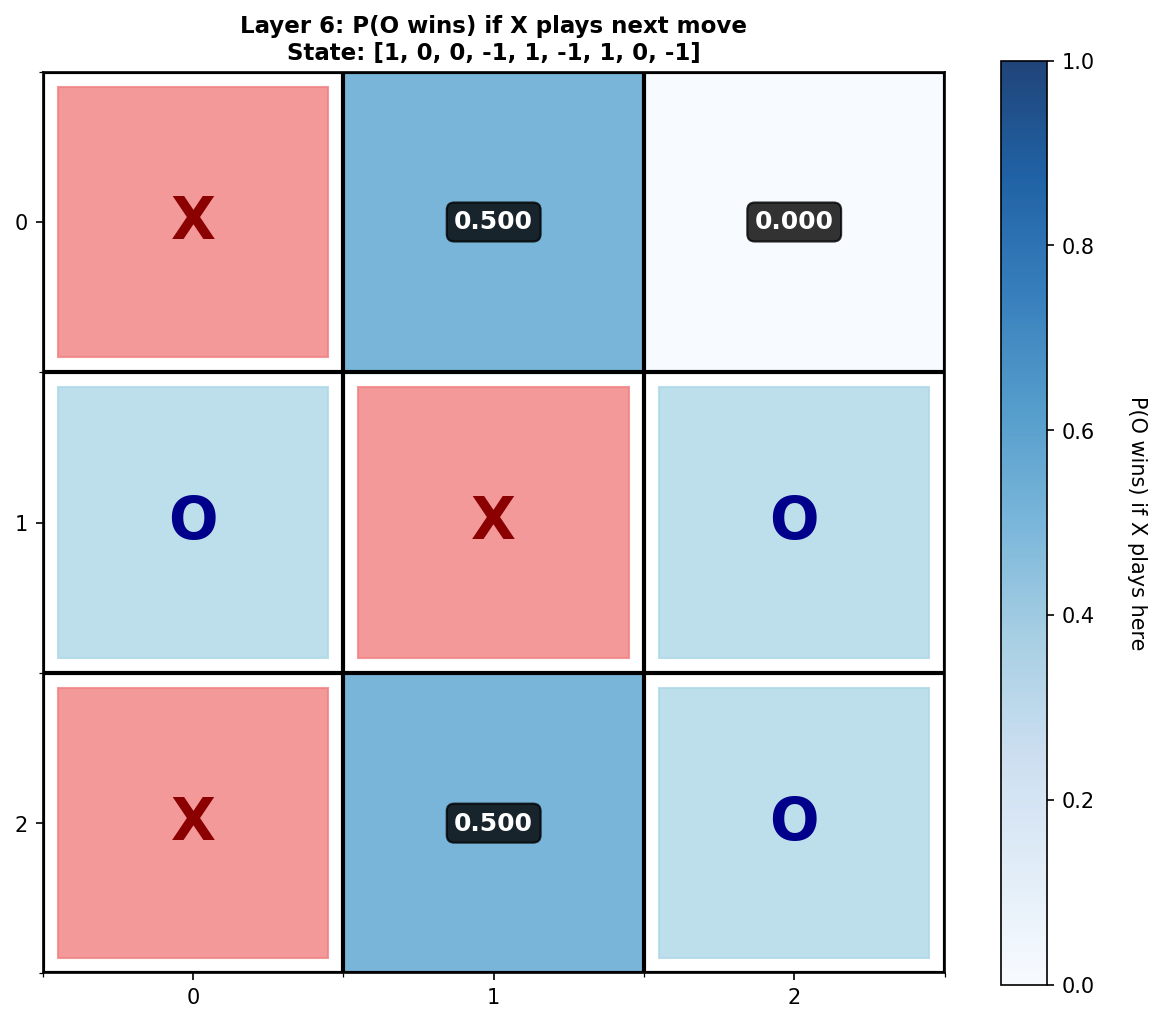 Layer 6: P(O wins) if X plays next move
State: [1, 0, 0, -1, 1, -1, 1, 0, -1]
X
0.500
0.000
O
X
O
X
0.500
O
0
1
2
0
1
2
1.0
0.8
0.6
0.4
0.2
0.0
P(O wins) if X plays here